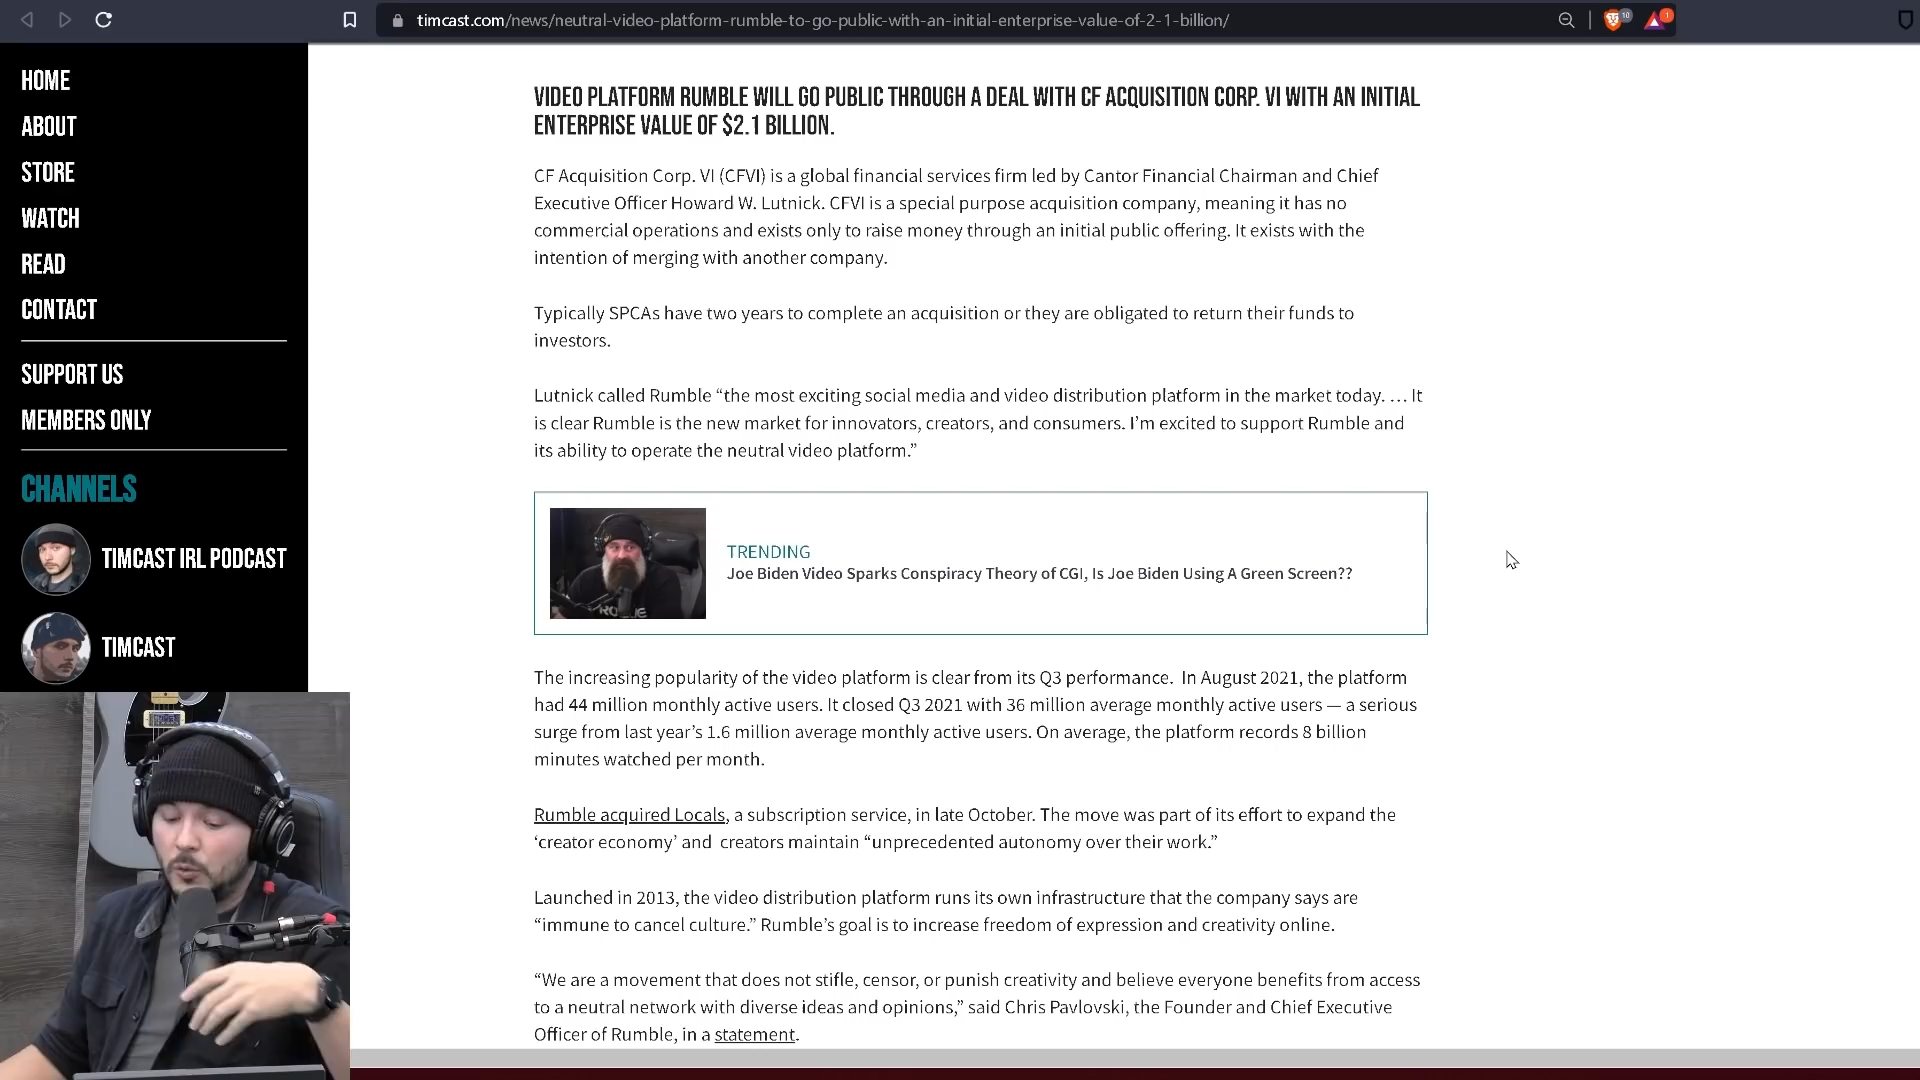 timcast.com/news/neutral-video-platform-rumble-to-go-public-with-an-initial-enterprise-value-of-2-1-billion/
10
1
HOME
ABOUT
STORE
WATCH
READ
CONTACT
SUPPORT US
MEMBERS ONLY
CHANNELS
TIMCAST IRL PODCAST
TIMCAST
VIDEO PLATFORM RUMBLE WILL GO PUBLIC THROUGH A DEAL WITH CF ACQUISITION CORP. VI WITH AN INITIAL
ENTERPRISE VALUE OF $2.1 BILLION.
CF Acquisition Corp. VI (CFVI) is a global financial services firm led by Cantor Financial Chairman and Chief
Executive Officer Howard W. Lutnick. CFVI is a special purpose acquisition company, meaning it has no
commercial operations and exists only to raise money through an initial public offering. It exists with the
intention of merging with another company.
Typically SPCAs have two years to complete an acquisition or they are obligated to return their funds to
investors.
Lutnick called Rumble “the most exciting social media and video distribution platform in the market today. … It
is clear Rumble is the new market for innovators, creators, and consumers. I’m excited to support Rumble and
its ability to operate the neutral video platform.”
TRENDING
Joe Biden Video Sparks Conspiracy Theory of CGI, Is Joe Biden Using A Green Screen??
The increasing popularity of the video platform is clear from its Q3 performance.  In August 2021, the platform
had 44 million monthly active users. It closed Q3 2021 with 36 million average monthly active users — a serious
surge from last year’s 1.6 million average monthly active users. On average, the platform records 8 billion
minutes watched per month.
Rumble acquired Locals, a subscription service, in late October. The move was part of its effort to expand the
‘creator economy’ and  creators maintain “unprecedented autonomy over their work.”
Launched in 2013, the video distribution platform runs its own infrastructure that the company says are
“immune to cancel culture.” Rumble’s goal is to increase freedom of expression and creativity online.
“We are a movement that does not stifle, censor, or punish creativity and believe everyone benefits from access
to a neutral network with diverse ideas and opinions,” said Chris Pavlovski, the Founder and Chief Executive
Officer of Rumble, in a statement.